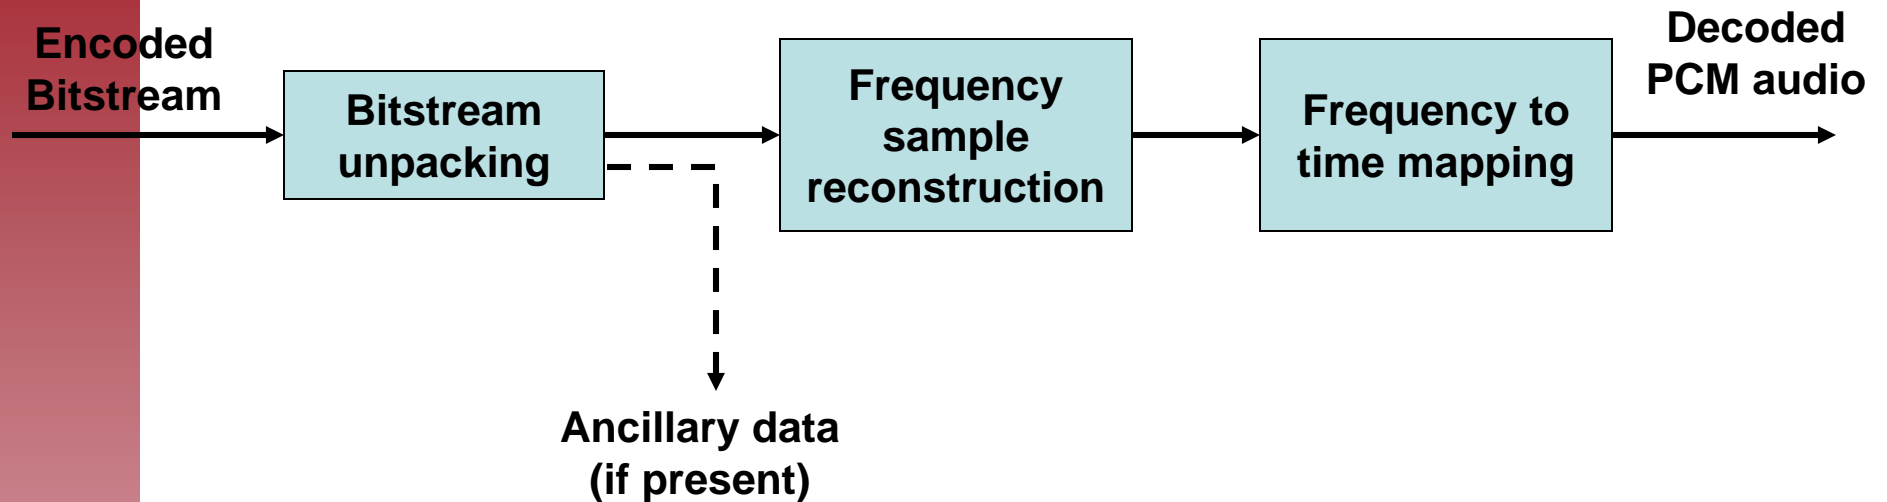 Encoded
Bitstream
Bitstream
unpacking
Frequency
sample
reconstruction
Frequency to
time mapping
Decoded
PCM audio
Ancillary data
(if present)